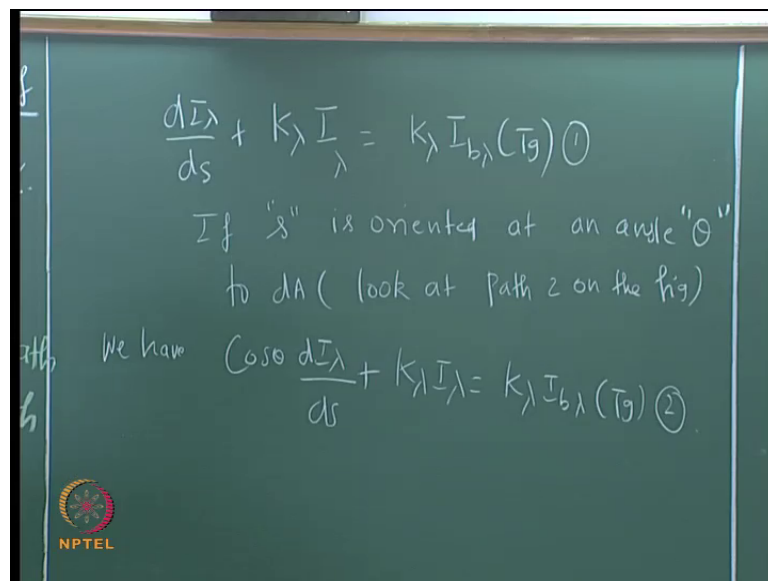 f
dIλ/ds + Kλ Iλ = Kλ Ibλ (Tg) ①
If "s" is oriented at an angle "θ"
to dA ( look at path 2 on the fig)
ath We have Cosθ dIλ/ds + Kλ Iλ = Kλ Ibλ (Tg) ②
h
NPTEL